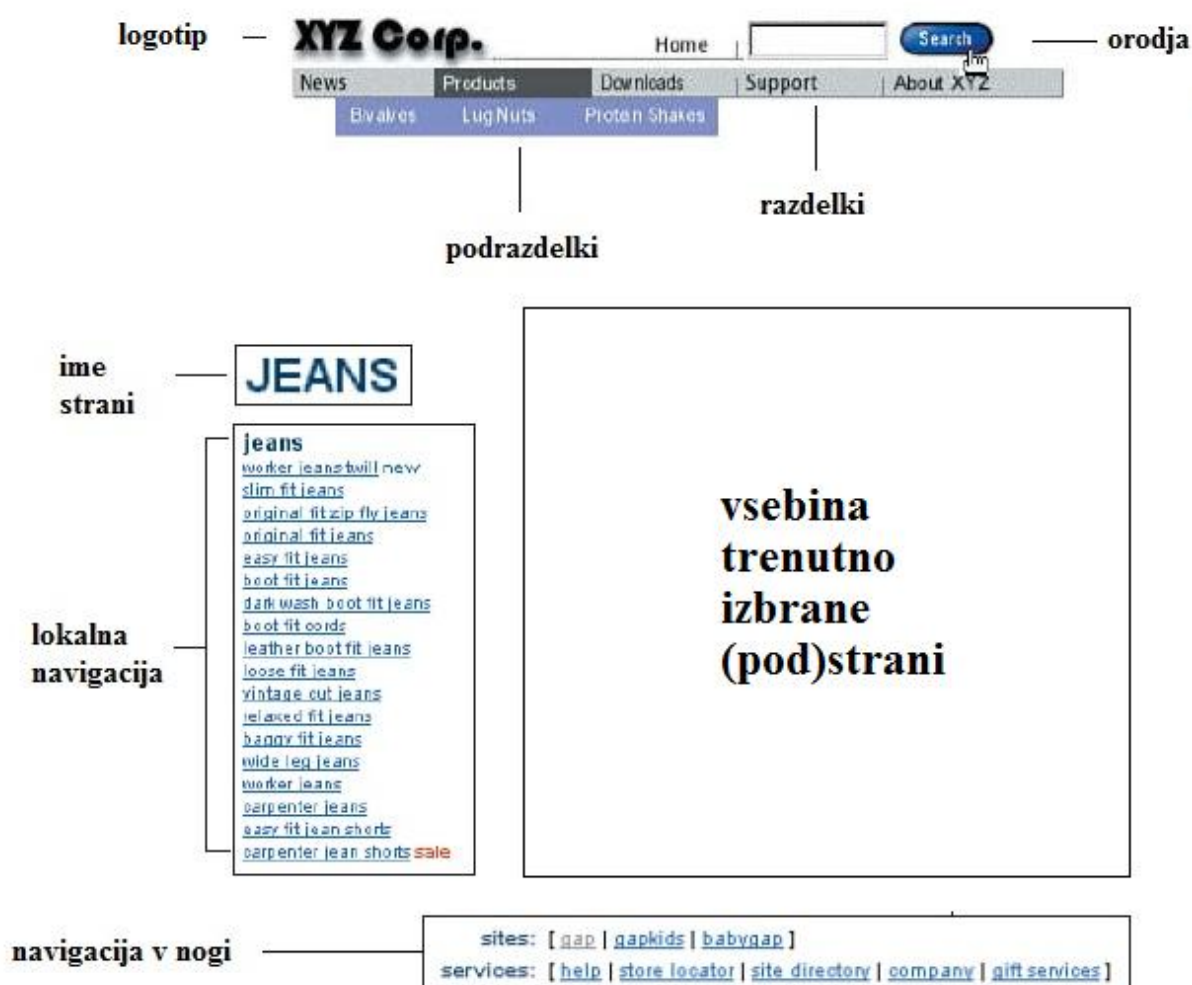 logotip
XYZ Corp.
Home
Search
orodja
News
Products
Downloads
Support
About XYZ
Bivalves
Lug Nuts
Protein Shakes
razdelki
podrazdelki
ime
strani
JEANS
jeans
worker jeans twill new
slim fit jeans
original fit zip fly jeans
original fit jeans
easy fit jeans
boot fit jeans
dark wash boot fit jeans
boot fit cords
leather boot fit jeans
loose fit jeans
vintage cut jeans
relaxed fit jeans
baggy fit jeans
wide leg jeans
worker jeans
carpenter jeans
easy fit jean shorts
carpenter jean shorts sale
lokalna
navigacija
vsebina
trenutno
izbrane
(pod)strani
navigacija v nogi
sites: [ gap | gapkids | babygap ]
services: [ help | store locator | site directory | company | gift services ]